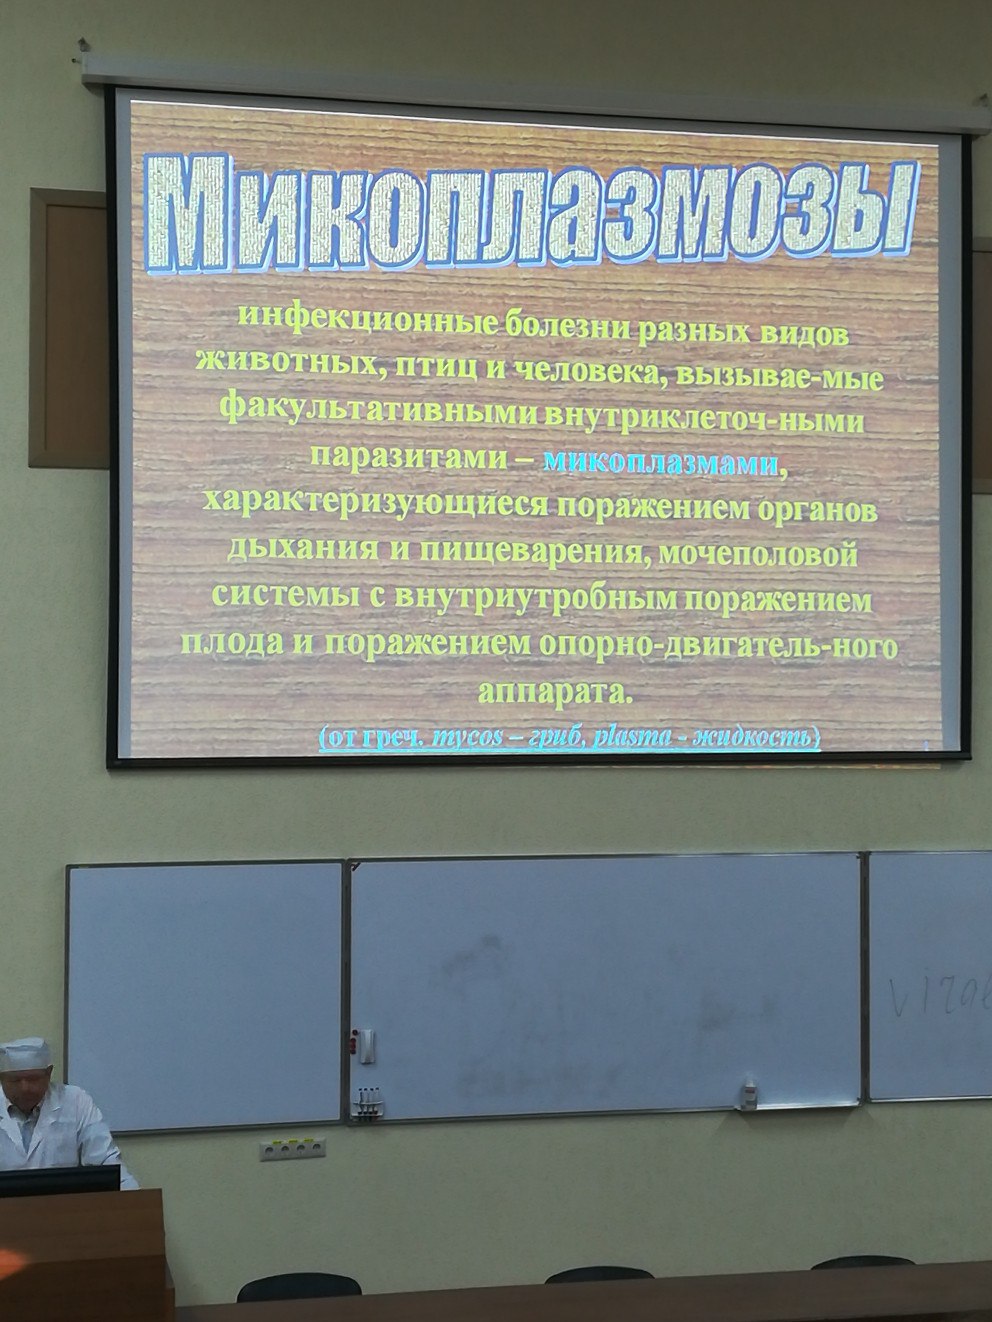 Микоплазмозы
инфекционные болезни разных видов
животных, птиц и человека, вызывае-мые
факультативными внутриклеточ-ными
паразитами – микоплазмами,
характеризующиеся поражением органов
дыхания и пищеварения, мочеполовой
системы с внутриутробным поражением
плода и поражением опорно-двигатель-ного
аппарата.
(от греч. mycos – гриб, plasma - жидкость)